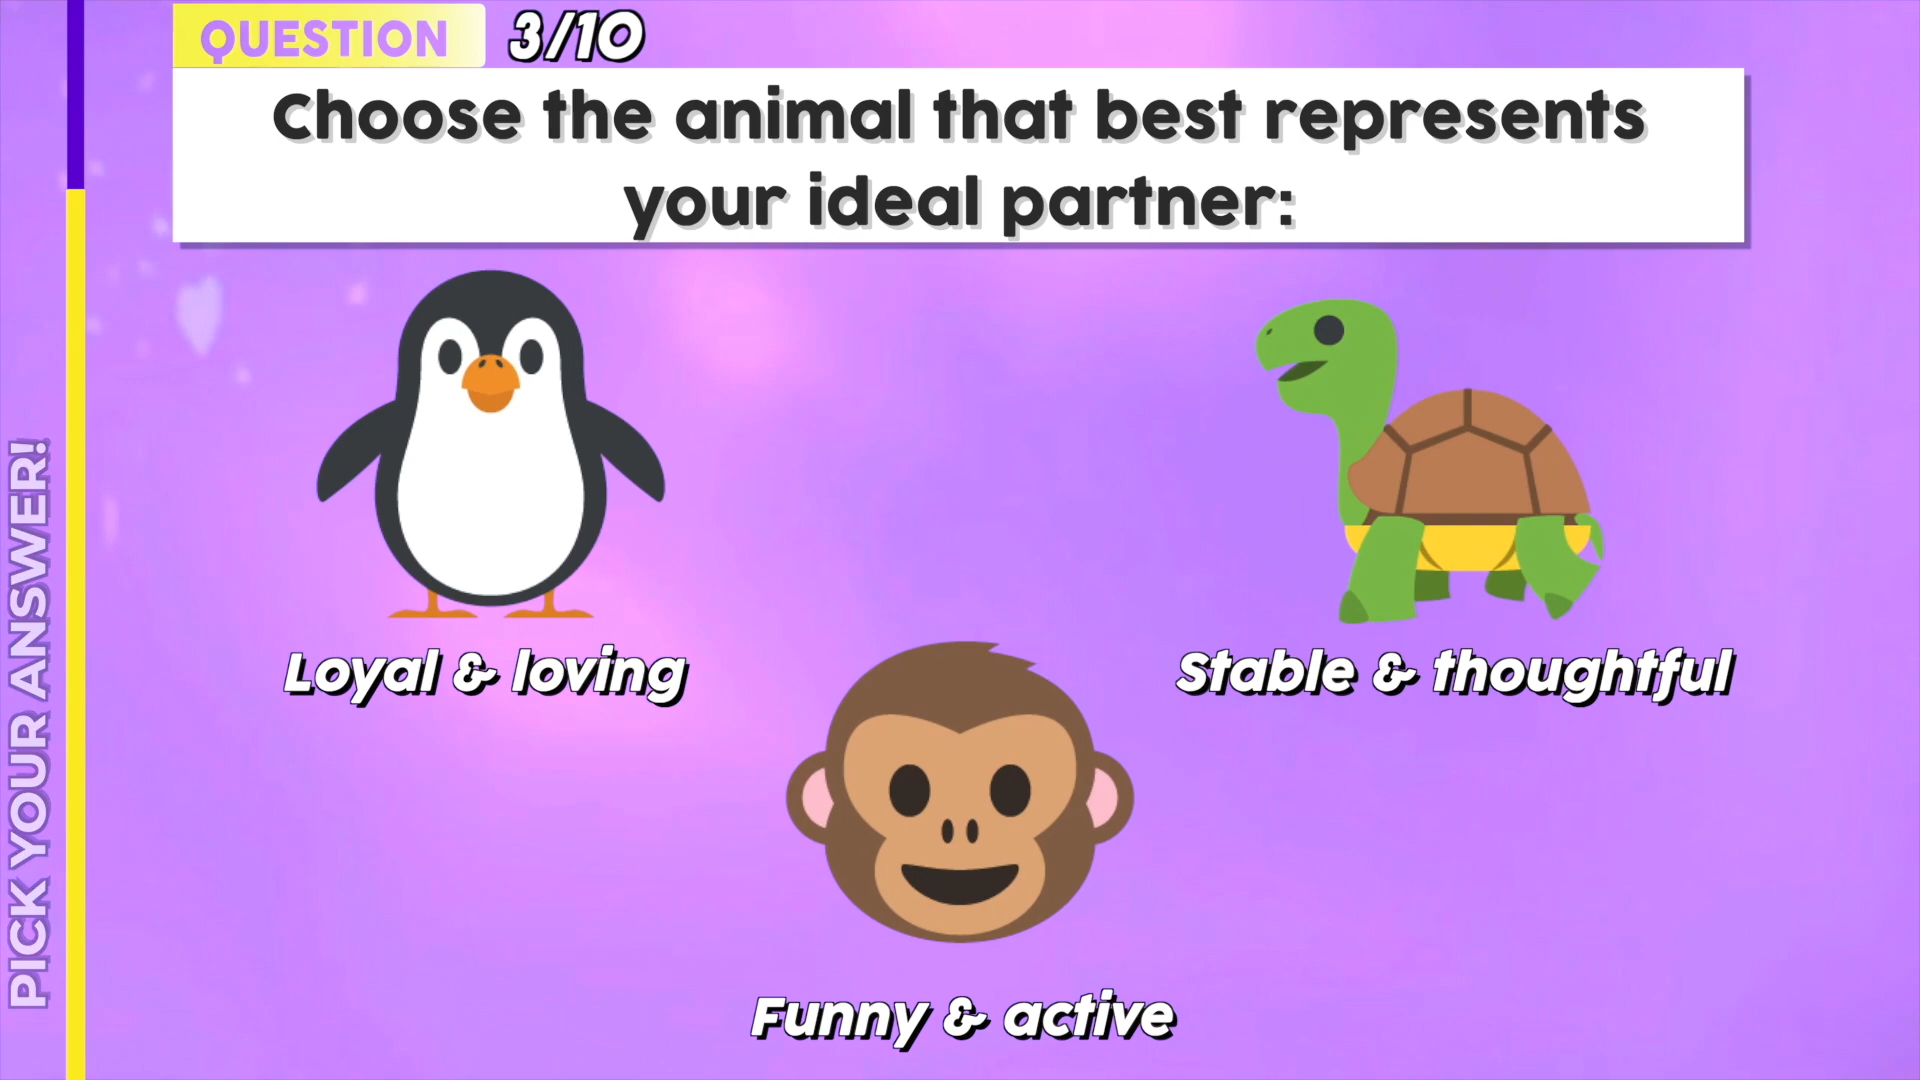 QUESTION 3/10
Choose the animal that best represents
your ideal partner:
Loyal & loving
Stable & thoughtful
Funny & active
PICK YOUR ANSWER!